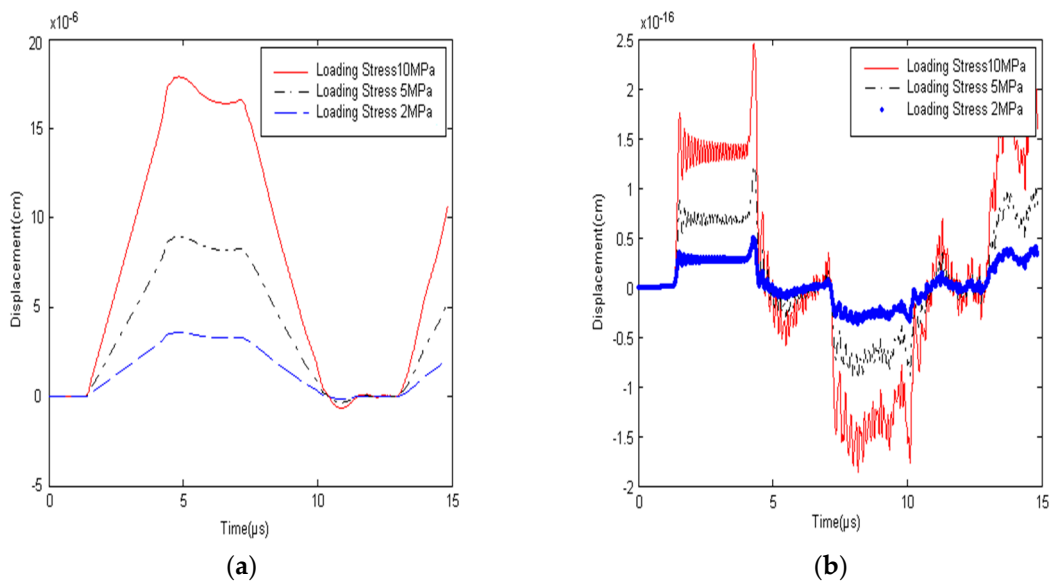 x10-6
20
15
10
5
0
-5
Displacement(cm)
Loading Stress10MPa
Loading Stress 5MPa
Loading Stress 2MPa
0
5
10
15
Time(μs)
(a)
x10-16
2.5
2
1.5
1
0.5
0
-0.5
-1
-1.5
-2
Displacement(cm)
Loading Stress10MPa
Loading Stress 5MPa
Loading Stress 2MPa
0
5
10
15
Time(μs)
(b)